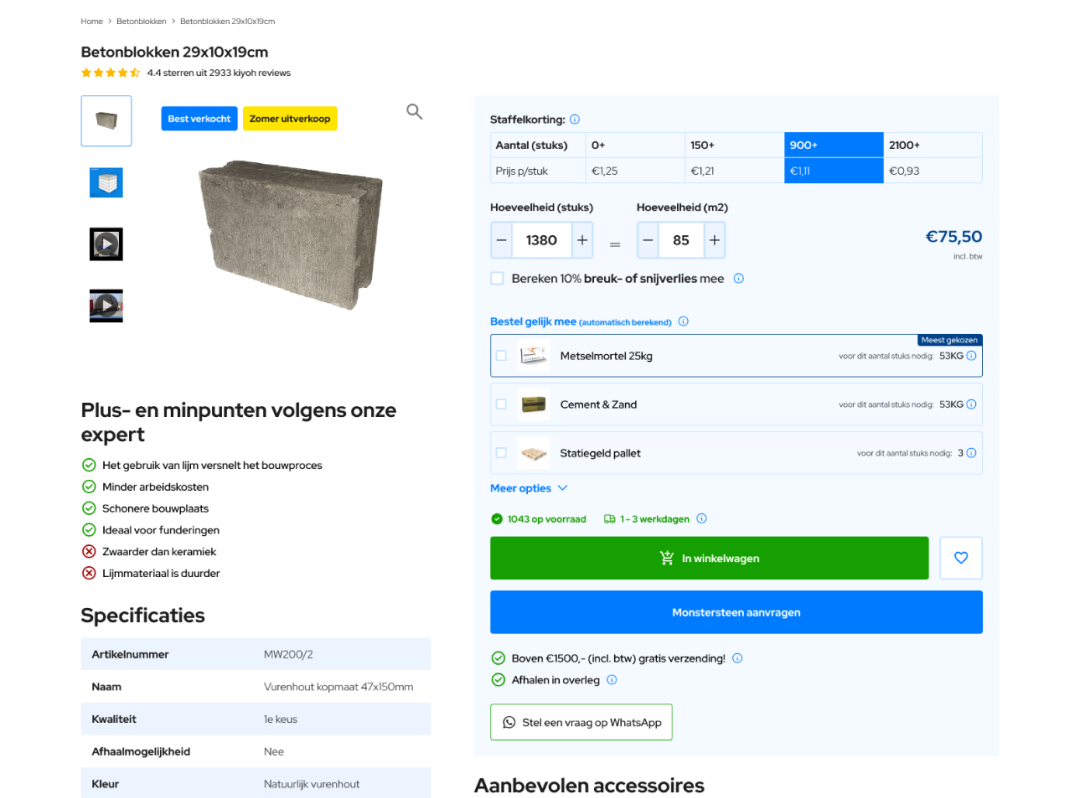 Home > Betonblokken > Betonblokken 29x10x19cm
Betonblokken 29x10x19cm
4.4 sterren uit 2933 kiyoh reviews
Best verkocht
Zomer uitverkoop
Plus- en minpunten volgens onze
expert
Het gebruik van lijm versnelt het bouwproces
Minder arbeidskosten
Schonere bouwplaats
Ideaal voor funderingen
Zwaarder dan keramiek
Lijmmateriaal is duurder
Specificaties
Artikelnummer MW200/2
Naam Vurenhout kopmaat 47x150mm
Kwaliteit 1e keus
Afhaalmogelijkheid Nee
Kleur Natuurlijk vurenhout
Staffelkorting:
Aantal (stuks) 0+ 150+ 900+ 2100+
Prijs p/stuk €1,25 €1,21 €1,11 €0,93
Hoeveelheid (stuks) Hoeveelheid (m2)
− 1380 + = − 85 +
€75,50
incl. btw
Bereken 10% breuk- of snijverlies mee
Bestel gelijk mee (automatisch berekend)
Meest gekozen
Metselmortel 25kg voor dit aantal stuks nodig: 53KG
Cement & Zand voor dit aantal stuks nodig: 53KG
Statiegeld pallet voor dit aantal stuks nodig: 3
Meer opties
1043 op voorraad 1 - 3 werkdagen
In winkelwagen
Monstersteen aanvragen
Boven €1500,- (incl. btw) gratis verzending!
Afhalen in overleg
Stel een vraag op WhatsApp
Aanbevolen accessoires